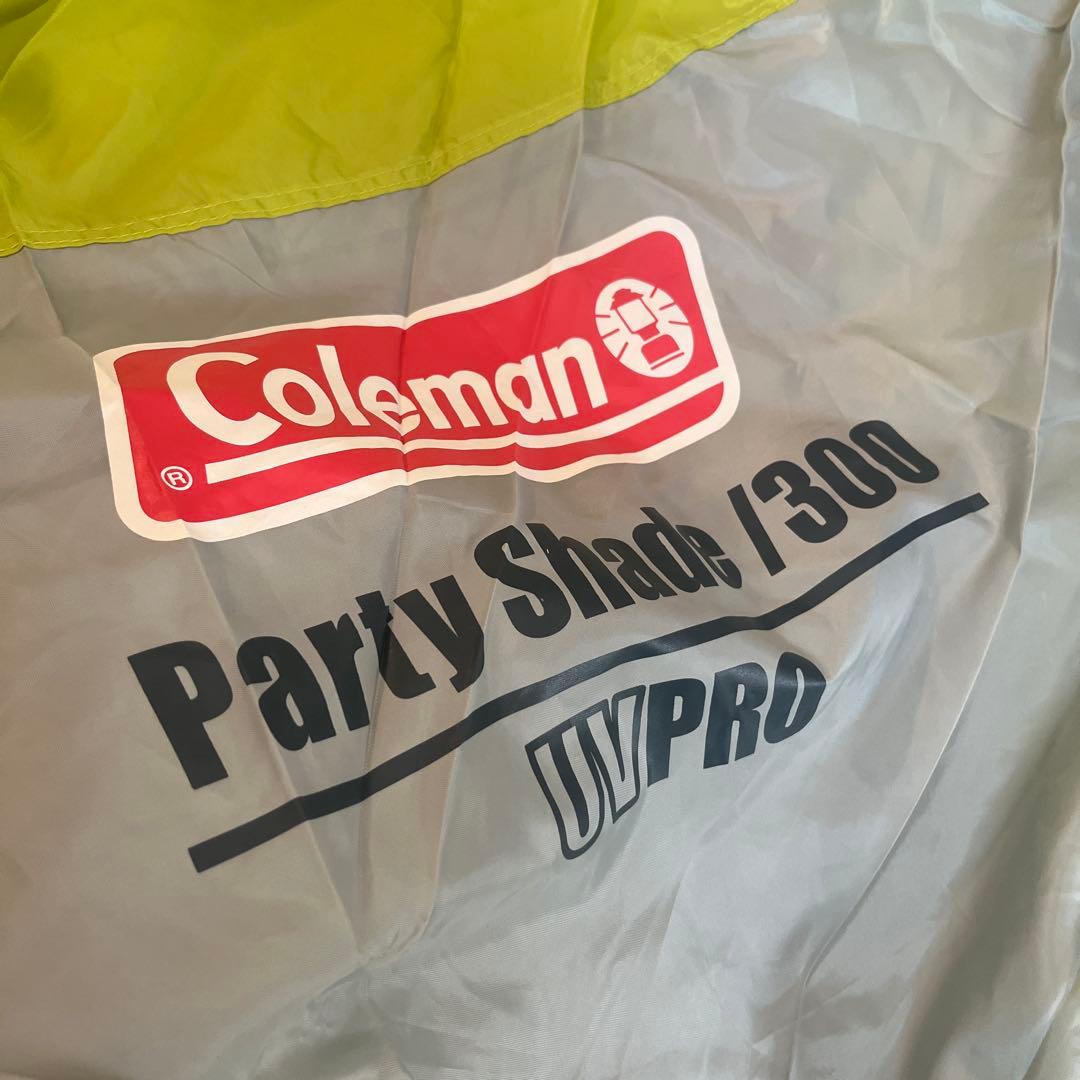 Coleman
®
Party Shade /300
UVPRO